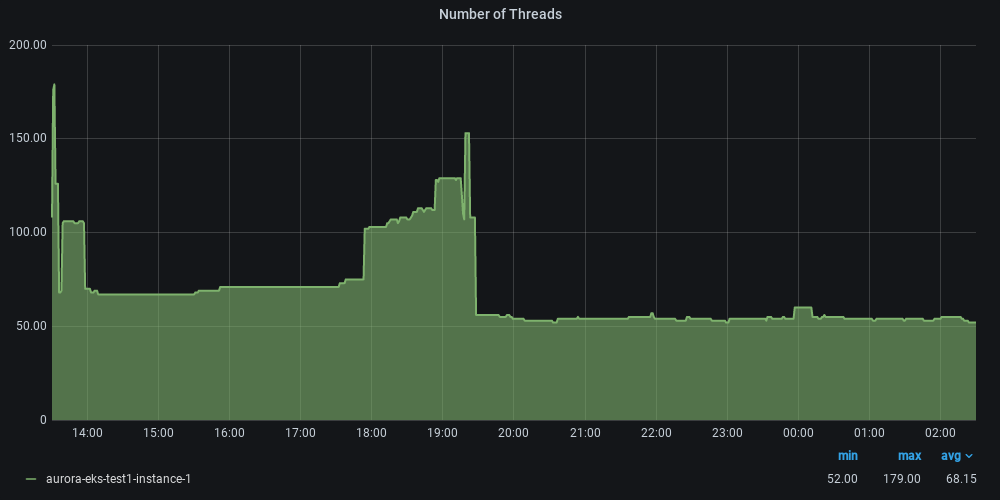 Number of Threads
200.00
150.00
100.00
50.00
0
14:00 15:00 16:00 17:00 18:00 19:00 20:00 21:00 22:00 23:00 00:00 01:00 02:00
min max avg
aurora-eks-test1-instance-1 52.00 179.00 68.15